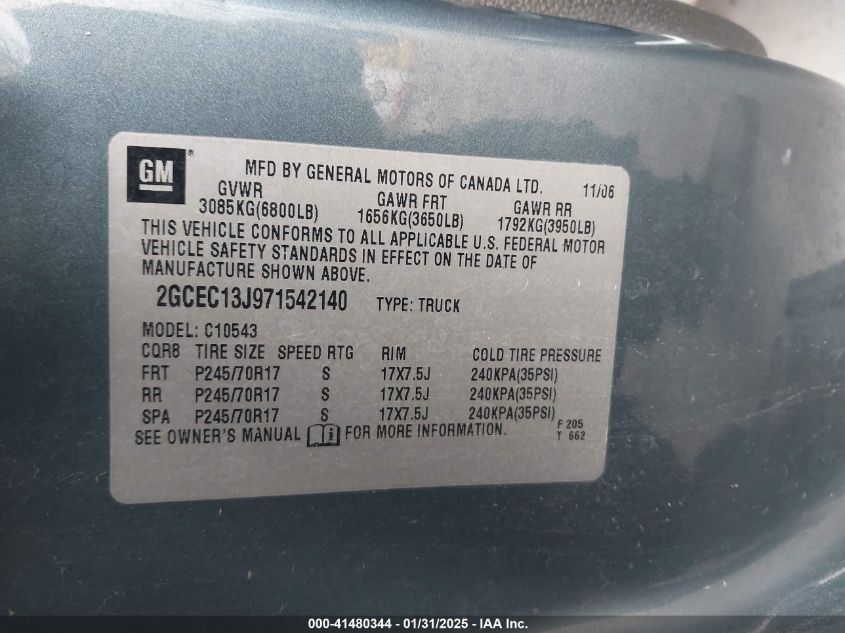 GM ® MFD BY GENERAL MOTORS OF CANADA LTD. 11/06
GVWR GAWR FRT GAWR RR
3085KG(6800LB) 1656KG(3650LB) 1792KG(3950LB)
THIS VEHICLE CONFORMS TO ALL APPLICABLE U.S. FEDERAL MOTOR
VEHICLE SAFETY STANDARDS IN EFFECT ON THE DATE OF
MANUFACTURE SHOWN ABOVE.
2GCEC13J971542140 TYPE: TRUCK
MODEL: C10543
CQR8 TIRE SIZE SPEED RTG RIM COLD TIRE PRESSURE
FRT P245/70R17 S 17X7.5J 240KPA(35PSI)
RR P245/70R17 S 17X7.5J 240KPA(35PSI)
SPA P245/70R17 S 17X7.5J 240KPA(35PSI)
SEE OWNER'S MANUAL i FOR MORE INFORMATION. F 205
T 662
000-41480344 / 01/31/2025 - IAA Inc.